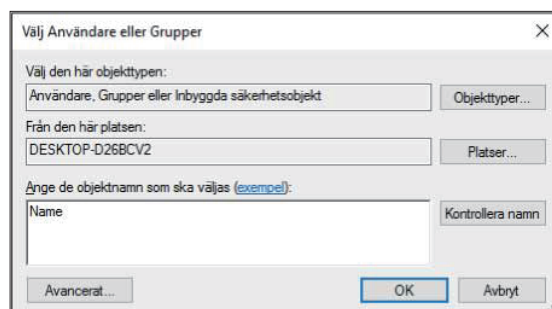 Välj Användare eller Grupper
Välj den här objekttypen:
Användare, Grupper eller Inbyggda säkerhetsobjekt
Objekttyper...
Från den här platsen:
DESKTOP-D26BCV2
Platser...
Ange de objektnamn som ska väljas (exempel):
Name
Kontrollera namn
Avancerat...
OK
Avbryt